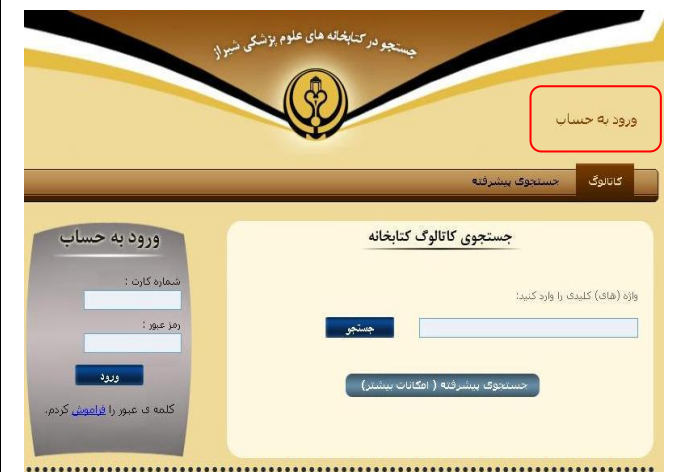 جستجو در کتابخانه های علوم پزشکی شیراز
ورود به حساب
کاتالوگ
جستجوی پیشرفته
جستجوی کاتالوگ کتابخانه
واژه (های) کلیدی را وارد کنید:
جستجو
جستجوی پیشرفته ( امکانات بیشتر)
ورود به حساب
شماره کارت :
رمز عبور :
ورود
کلمه ی عبور را فراموش کردم.